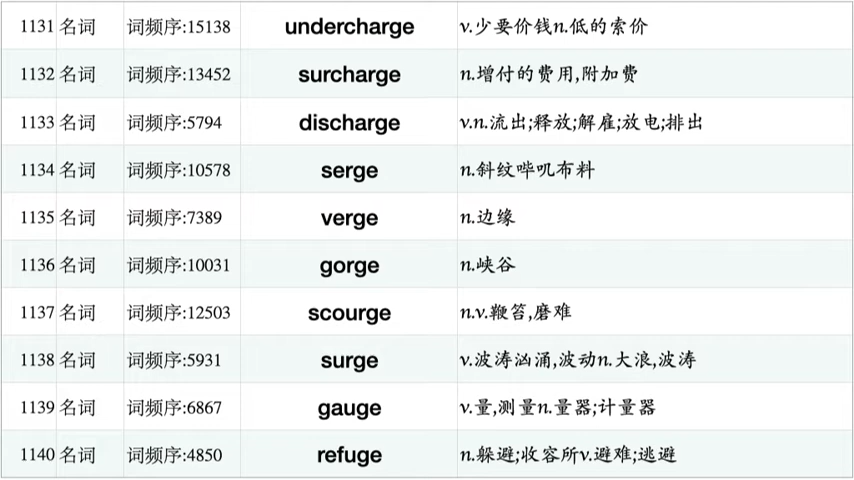 1131 名词 词频序:15138 undercharge v.少要价钱n.低的索价
1132 名词 词频序:13452 surcharge n.增付的费用,附加费
1133 名词 词频序:5794 discharge v.n.流出;释放;解雇;放电;排出
1134 名词 词频序:10578 serge n.斜纹哔叽布料
1135 名词 词频序:7389 verge n.边缘
1136 名词 词频序:10031 gorge n.峡谷
1137 名词 词频序:12503 scourge n.v.鞭笞,磨难
1138 名词 词频序:5931 surge v.波涛汹涌,波动n.大浪,波涛
1139 名词 词频序:6867 gauge v.量,测量n.量器;计量器
1140 名词 词频序:4850 refuge n.躲避;收容所v.避难;逃避